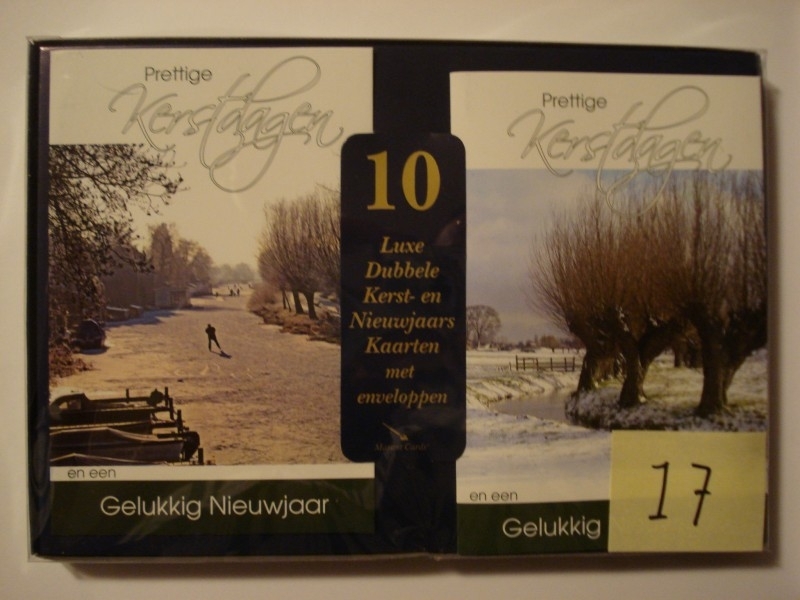 Prettige
Kerstdagen
en een
Gelukkig Nieuwjaar
10
Luxe
Dubbele
Kerst- en
Nieuwjaars
Kaarten
met
enveloppen
Prettige
Kerstdagen
en een
Gelukkig
17